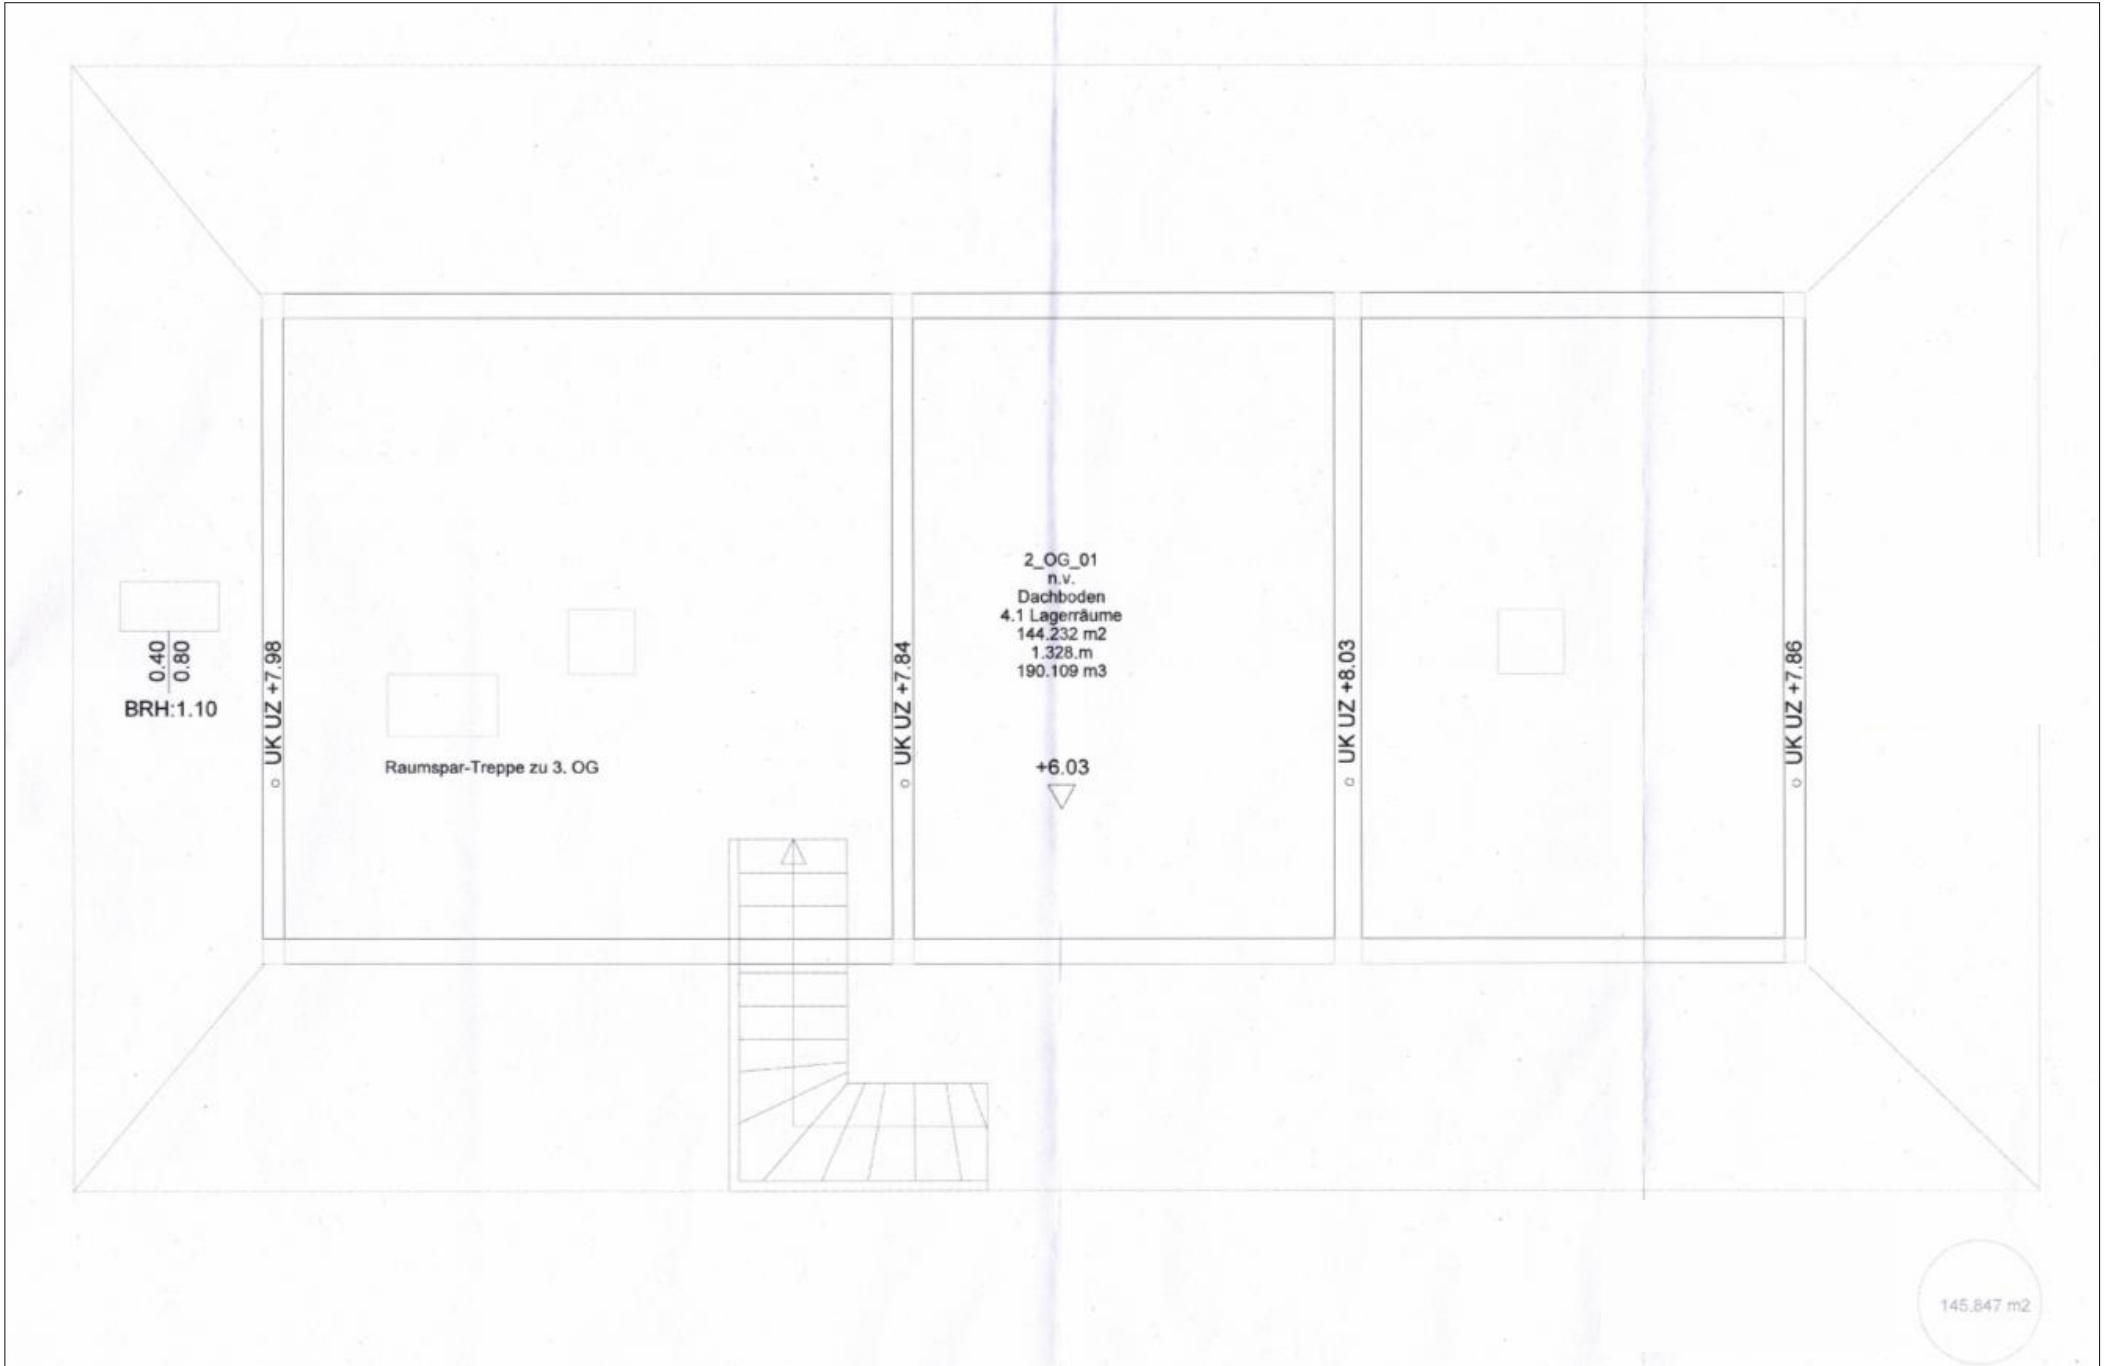 2_OG_01
n.v.
Dachboden
4.1 Lagerräume
144.232 m2
1.328.m
190.109 m3
0.40
0.80
BRH:1.10
UK UZ +7.98
UK UZ +7.84
UK UZ +8.03
UK UZ +7.86
Raumspar-Treppe zu 3. OG
+6.03
145.847 m2